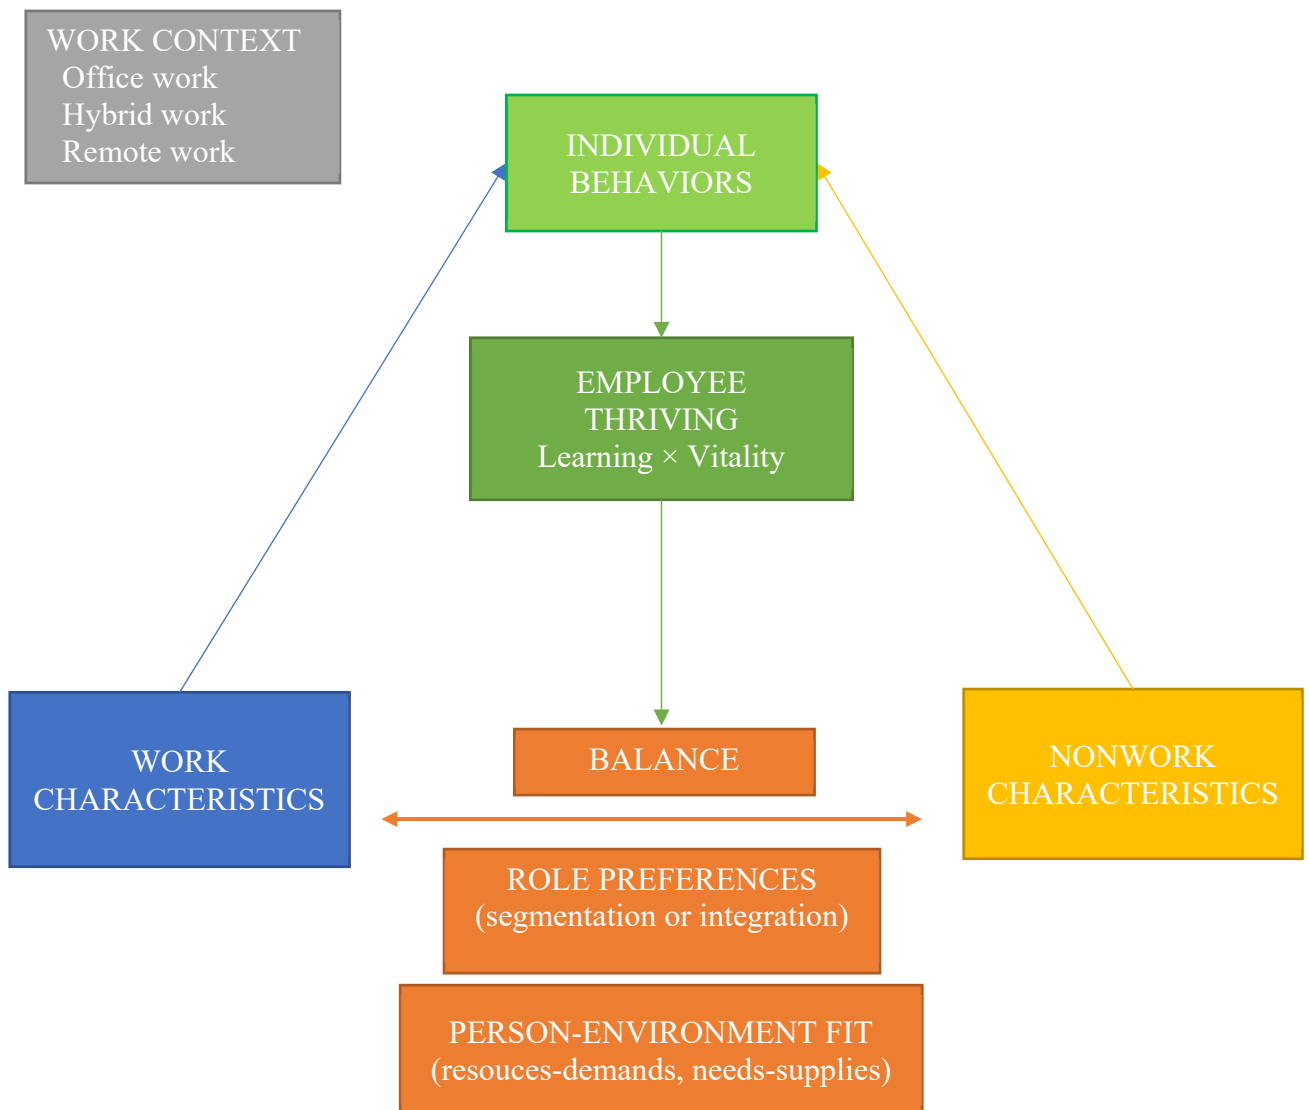 WORK CONTEXT
Office work
Hybrid work
Remote work
INDIVIDUAL
BEHAVIORS
EMPLOYEE
THRIVING
Learning × Vitality
WORK
CHARACTERISTICS
BALANCE
NONWORK
CHARACTERISTICS
ROLE PREFERENCES
(segmentation or integration)
PERSON-ENVIRONMENT FIT
(resouces-demands, needs-supplies)